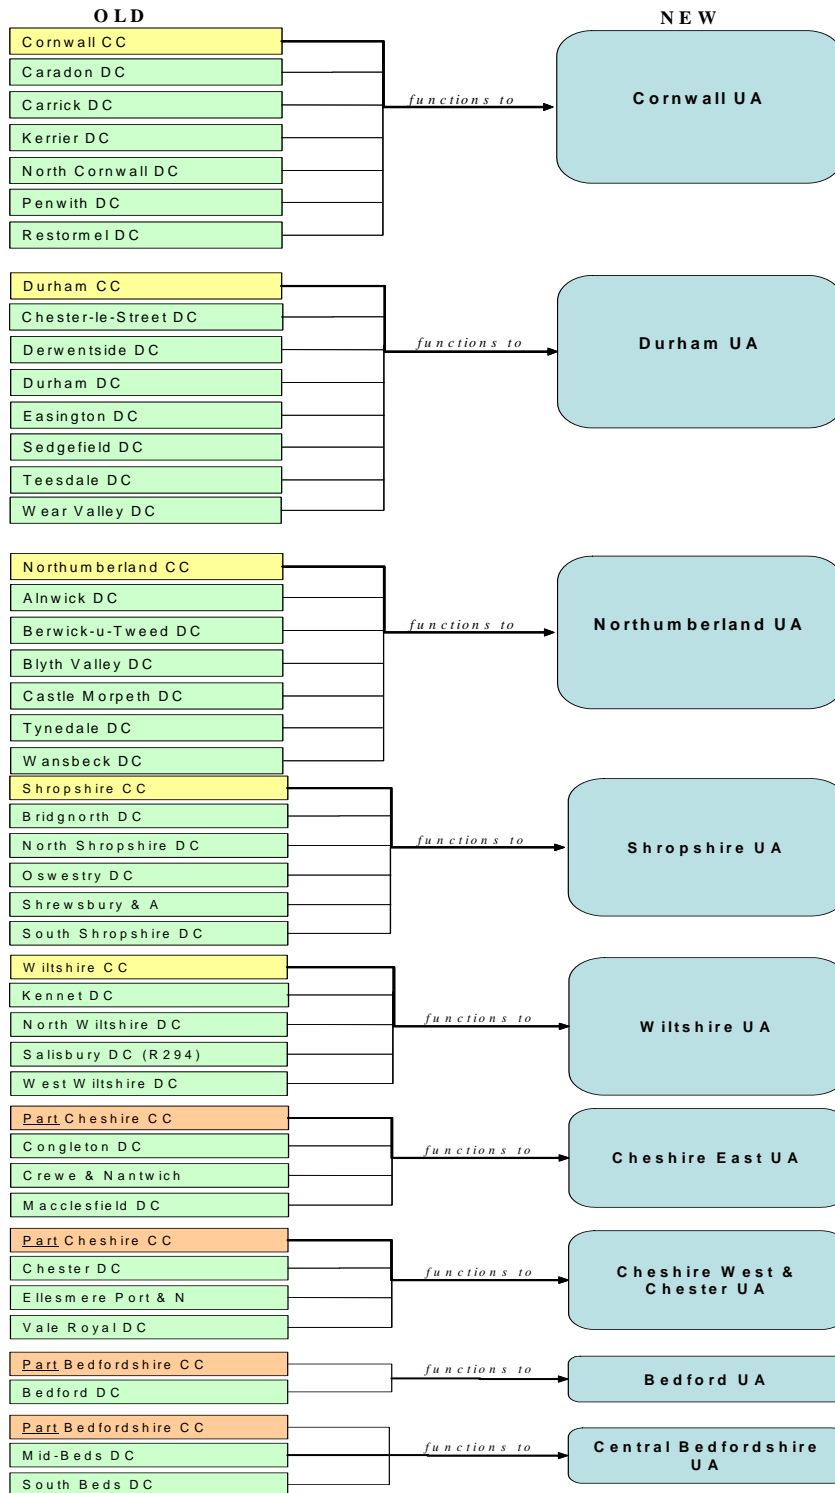 OLD
NEW
Cornwall CC
Caradon DC
Carrick DC
Kerrier DC
North Cornwall DC
Penwith DC
Restormel DC
functions to
Cornwall UA
Durham CC
Chester-le-Street DC
Derwentside DC
Durham DC
Easington DC
Sedgefield DC
Teesdale DC
Wear Valley DC
functions to
Durham UA
Northumberland CC
Alnwick DC
Berwick-u-Tweed DC
Blyth Valley DC
Castle Morpeth DC
Tynedale DC
Wansbeck DC
functions to
Northumberland UA
Shropshire CC
Bridgnorth DC
North Shropshire DC
Oswestry DC
Shrewsbury & A
South Shropshire DC
functions to
Shropshire UA
Wiltshire CC
Kennet DC
North Wiltshire DC
Salisbury DC (R294)
West Wiltshire DC
functions to
Wiltshire UA
Part Cheshire CC
Congleton DC
Crewe & Nantwich
Macclesfield DC
functions to
Cheshire East UA
Part Cheshire CC
Chester DC
Ellesmere Port & N
Vale Royal DC
functions to
Cheshire West &
Chester UA
Part Bedfordshire CC
Bedford DC
functions to
Bedford UA
Part Bedfordshire CC
Mid-Beds DC
South Beds DC
functions to
Central Bedfordshire
UA